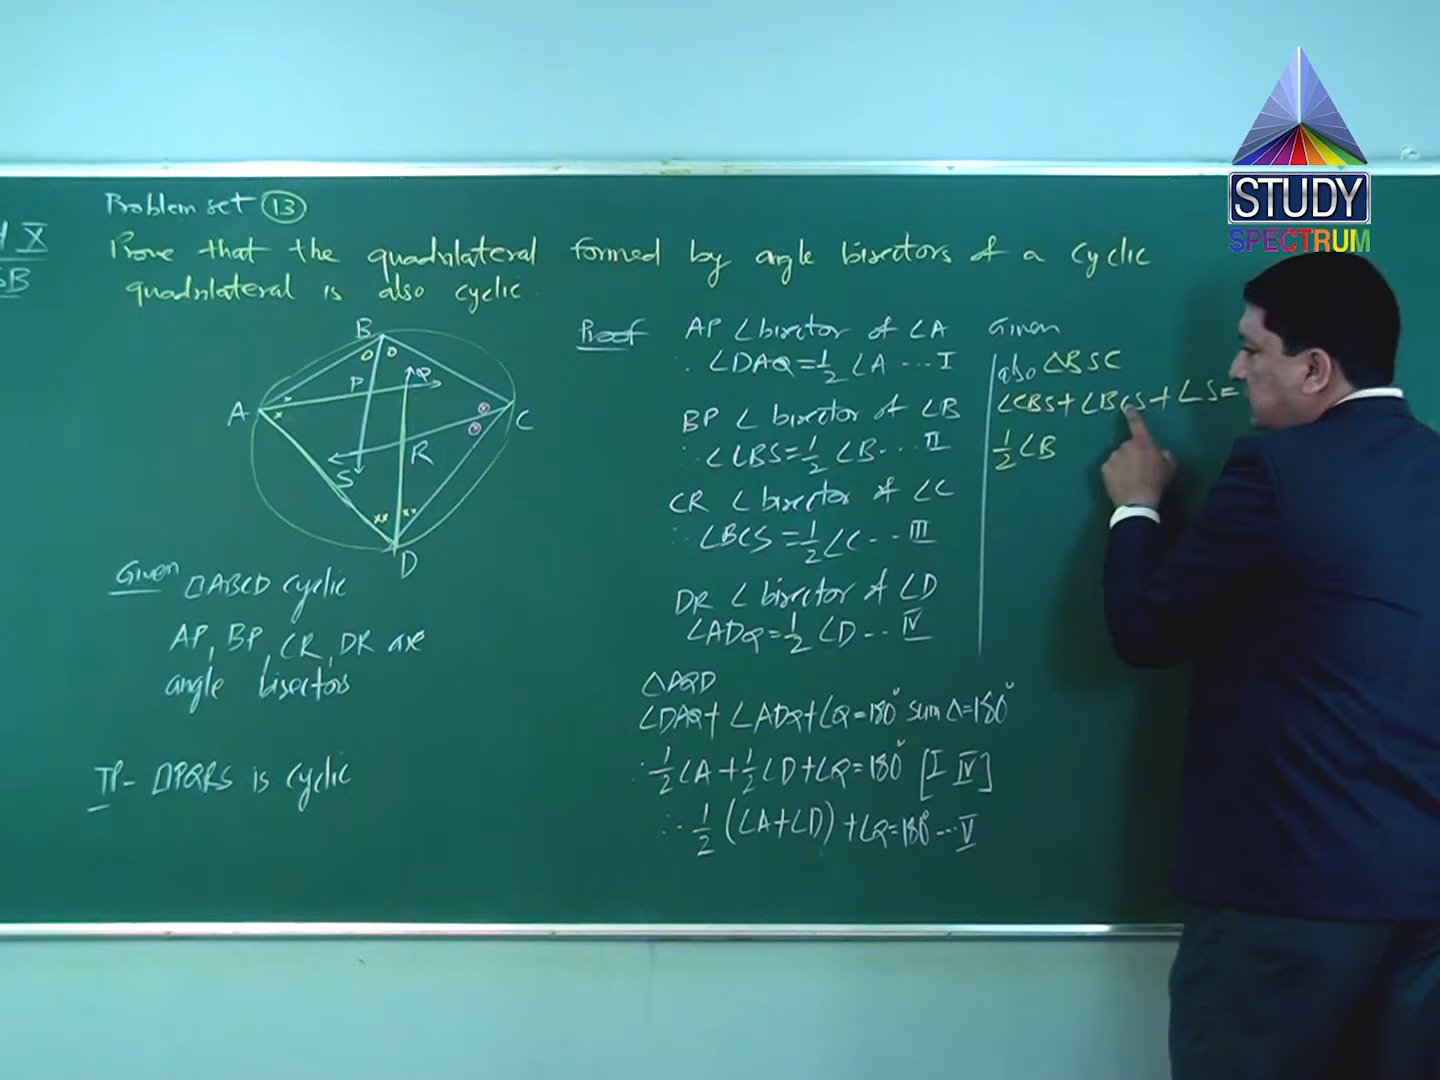 Problem set 13
Prove that the quadrilateral formed by angle bisectors of a cyclic
quadrilateral is also cyclic.
X
B
P
Q
A
C
R
S
D
Given □ABCD cyclic
AP, BP, CR, DR are
angle bisectors
TP- □PQRS is cyclic
Proof AP ∠bisector of ∠A Given
∴ ∠DAQ=½ ∠A ... I
BP ∠ bisector of ∠B
∴ ∠CBS=½ ∠B... II
CR ∠ bisector of ∠C
∴ ∠BCS=½∠C... III
DR ∠ bisector of ∠D
∠ADQ=½ ∠D... IV
△AQD
∠DAQ+ ∠ADQ+∠Q=180° sum △=180°
∴ ½∠A+½∠D+∠Q=180° [I IV]
∴ ½(∠A+∠D)+∠Q=180°... V
also △BSC
∠CBS+∠BCS+∠S=
½∠B
STUDY
SPECTRUM